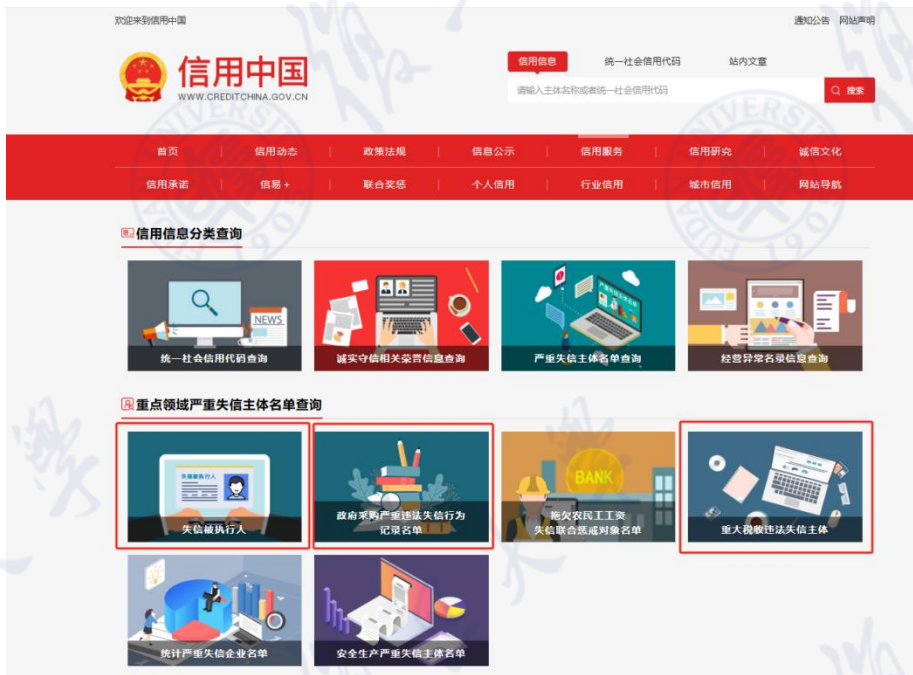 欢迎来到信用中国
通知公告 网站声明
信用中国
WWW.CREDITCHINA.GOV.CN
信用信息 统一社会信用代码 站内文章
请输入主体名称或者统一社会信用代码 搜索
首页 信用动态 政策法规 信息公示 信用服务 信用研究 诚信文化
信用承诺 信易+ 联合奖惩 个人信用 行业信用 城市信用 网站导航
信用信息分类查询
NEWS
统一社会信用代码查询 诚实守信相关荣誉信息查询 严重失信主体名单查询 经营异常名录信息查询
重点领域严重失信主体名单查询
失信被执行人
BANK
失信被执行人
政府采购严重违法失信行为
记录名单
拖欠农民工工资
失信联合惩戒对象名单
重大税收违法失信主体
统计严重失信企业名单 安全生产严重失信主体名单